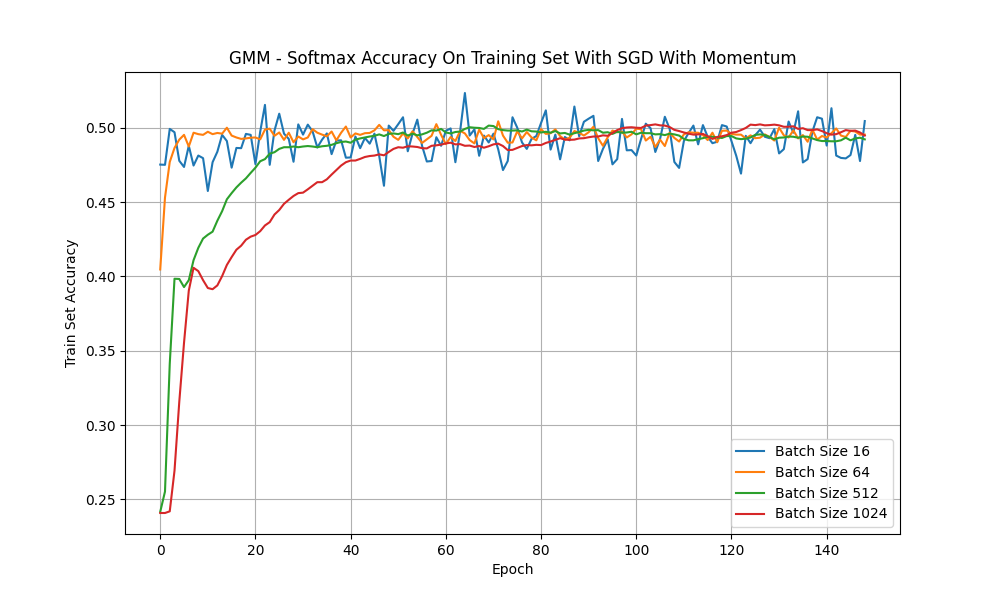 GMM - Softmax Accuracy On Training Set With SGD With Momentum
Train Set Accuracy
0.50
0.45
0.40
0.35
0.30
0.25
0 20 40 60 80 100 120 140
Epoch
Batch Size 16
Batch Size 64
Batch Size 512
Batch Size 1024